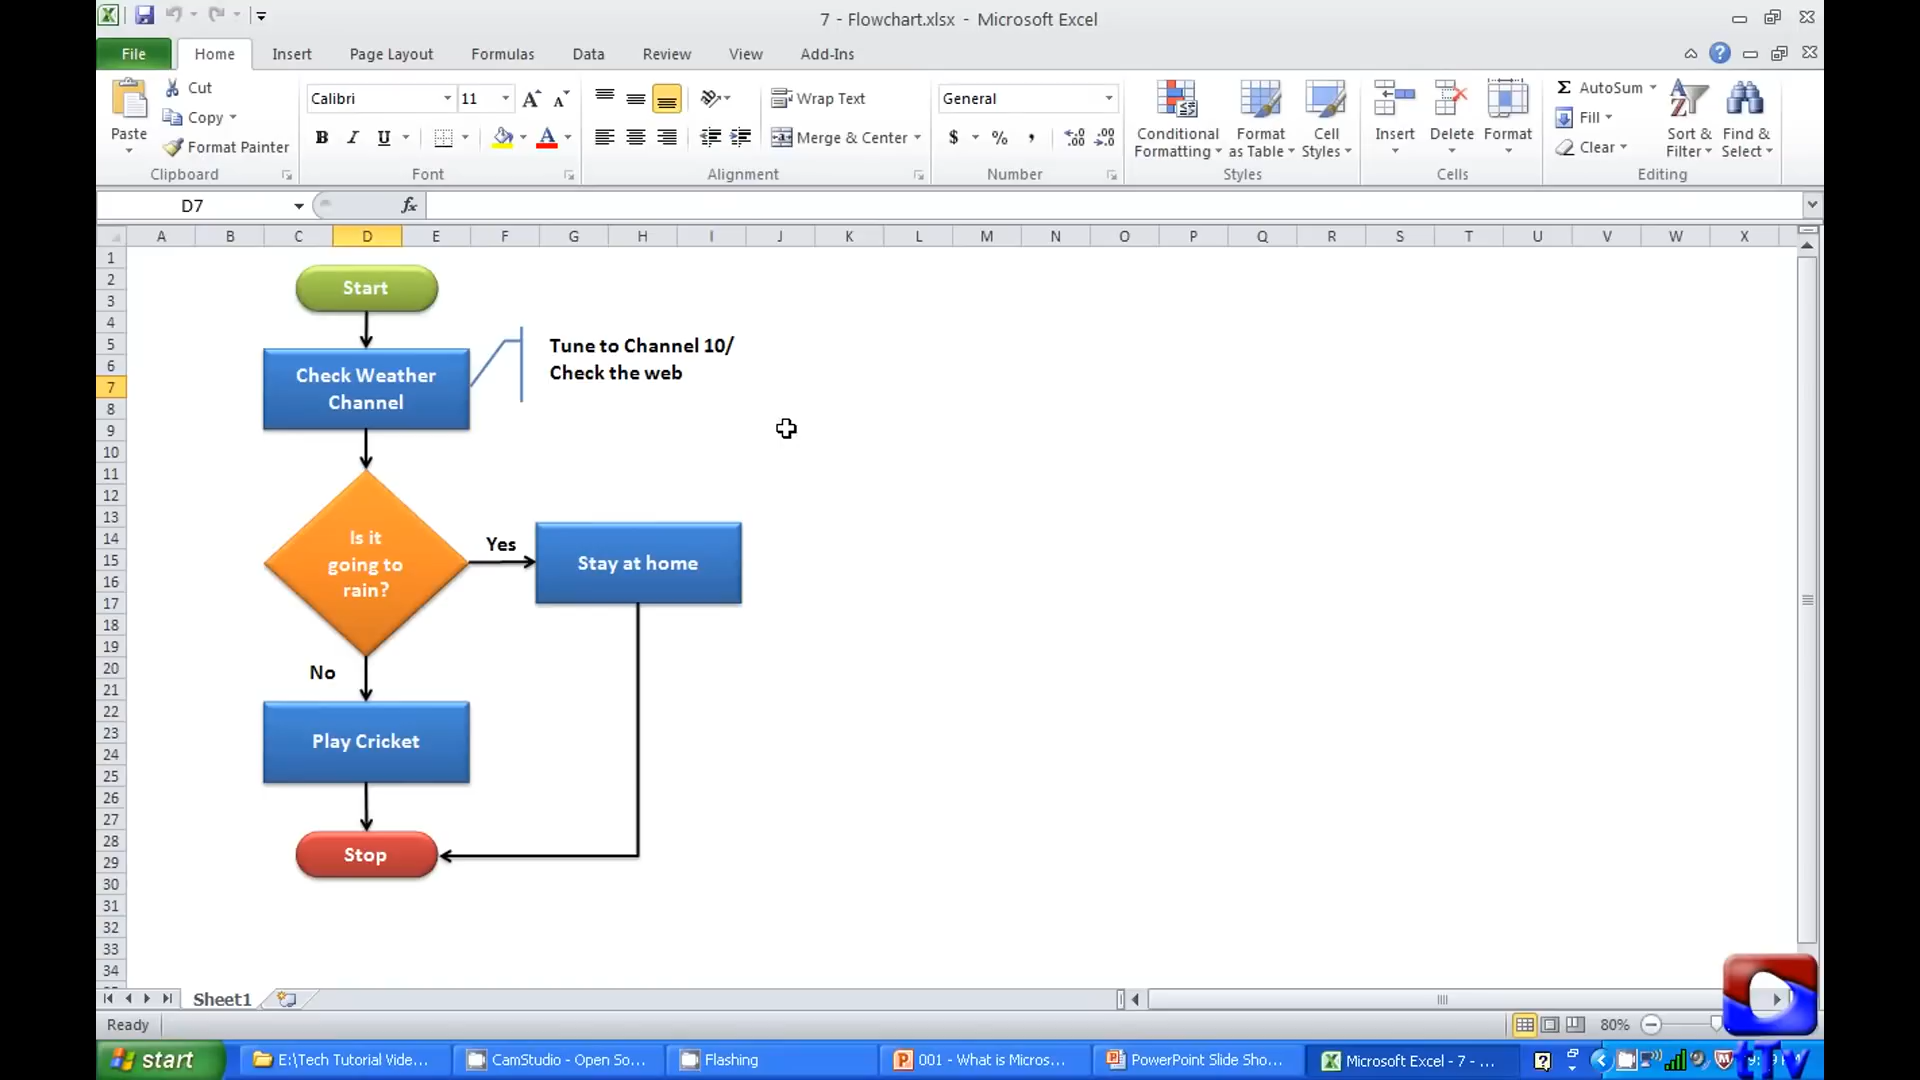 7 - Flowchart.xlsx - Microsoft Excel
File Home Insert Page Layout Formulas Data Review View Add-Ins
Paste
Cut
Copy
Format Painter
Clipboard
Calibri 11
B I U A
Font
Wrap Text
Merge & Center
Alignment
General
$ % ,
Number
Conditional Formatting
Format as Table
Cell Styles
Styles
Insert Delete Format
Cells
AutoSum
Fill
Clear
Sort & Filter
Find & Select
Editing
D7 fx
A B C D E F G H I J K L M N O P Q R S T U V W X
1
2
3
4
5
6
7
8
9
10
11
12
13
14
15
16
17
18
19
20
21
22
23
24
25
26
27
28
29
30
31
32
33
34
Start
Check Weather
Channel
Tune to Channel 10/
Check the web
Is it
going to
rain?
Yes
Stay at home
No
Play Cricket
Stop
Sheet1
Ready 80%
start E:\Tech Tutorial Vide... CamStudio - Open So... Flashing 001 - What is Micros... PowerPoint Slide Sho... Microsoft Excel - 7 - ...
tTv